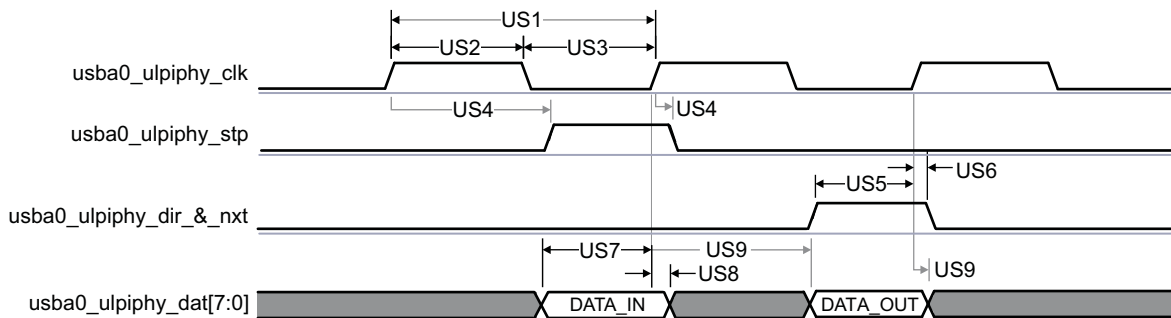 US1
US2
US3
usba0_ulpiphy_clk
US4
US4
usba0_ulpiphy_stp
US5
US6
usba0_ulpiphy_dir_&_nxt
US7
US9
US8
US9
usba0_ulpiphy_dat[7:0]
DATA_IN
DATA_OUT